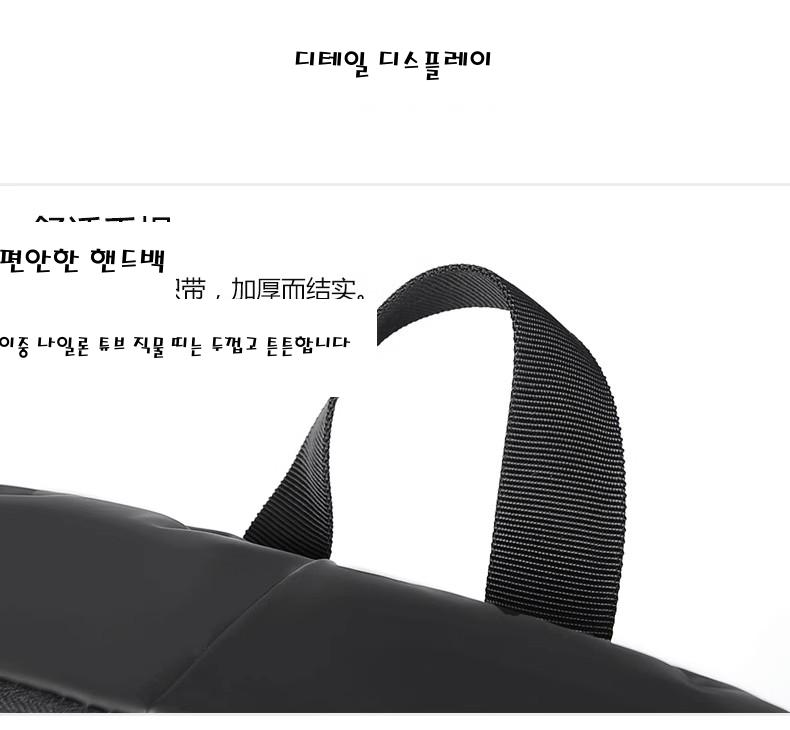 디테일 디스플레이
편안한 핸드백
带，加厚而结实。
이중 나일론 튜브 직물 띠는 두껍고 튼튼합니다